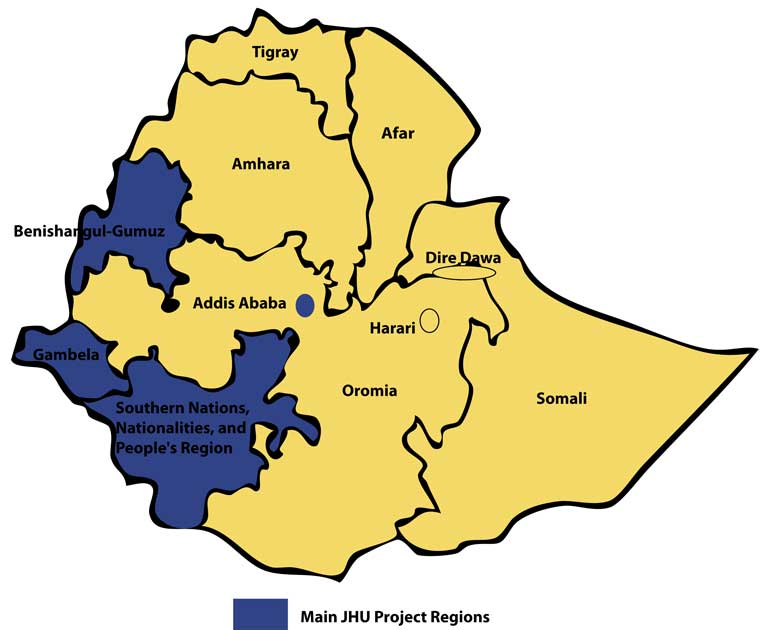 Tigray
Afar
Amhara
Benishangul-Gumuz
Dire Dawa
Addis Ababa
Harari
Gambela
Oromia
Somali
Southern Nations,
Nationalities, and
People's Region
Main JHU Project Regions